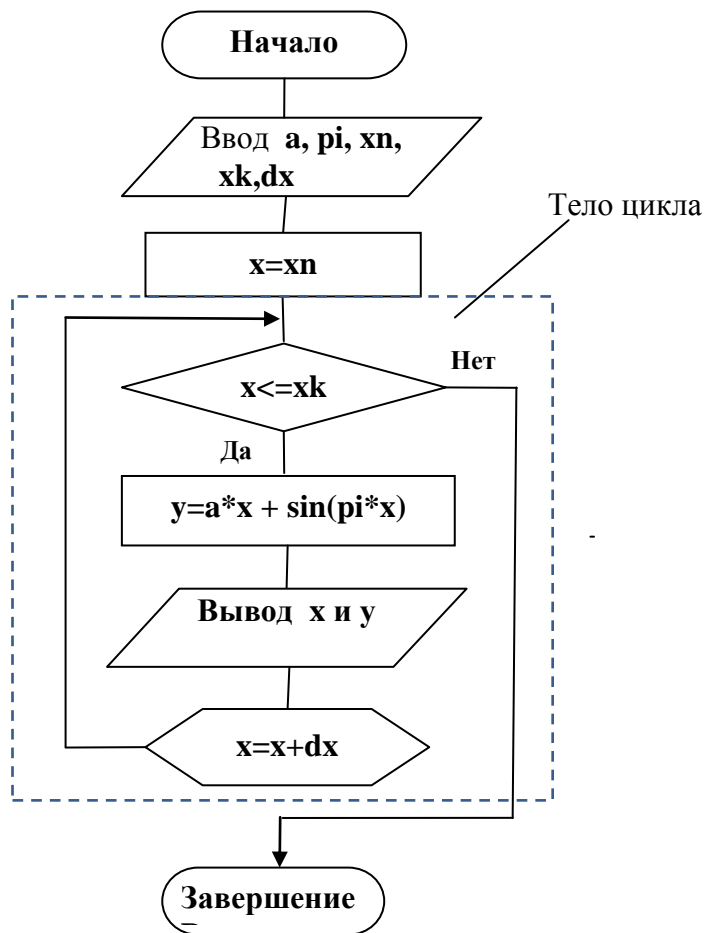 Начало
Ввод a, pi, xn,
xk,dx
Тело цикла
x=xn
Нет
x<=xk
Да
y=a*x + sin(pi*x)
-
Вывод x и y
x=x+dx
Завершение